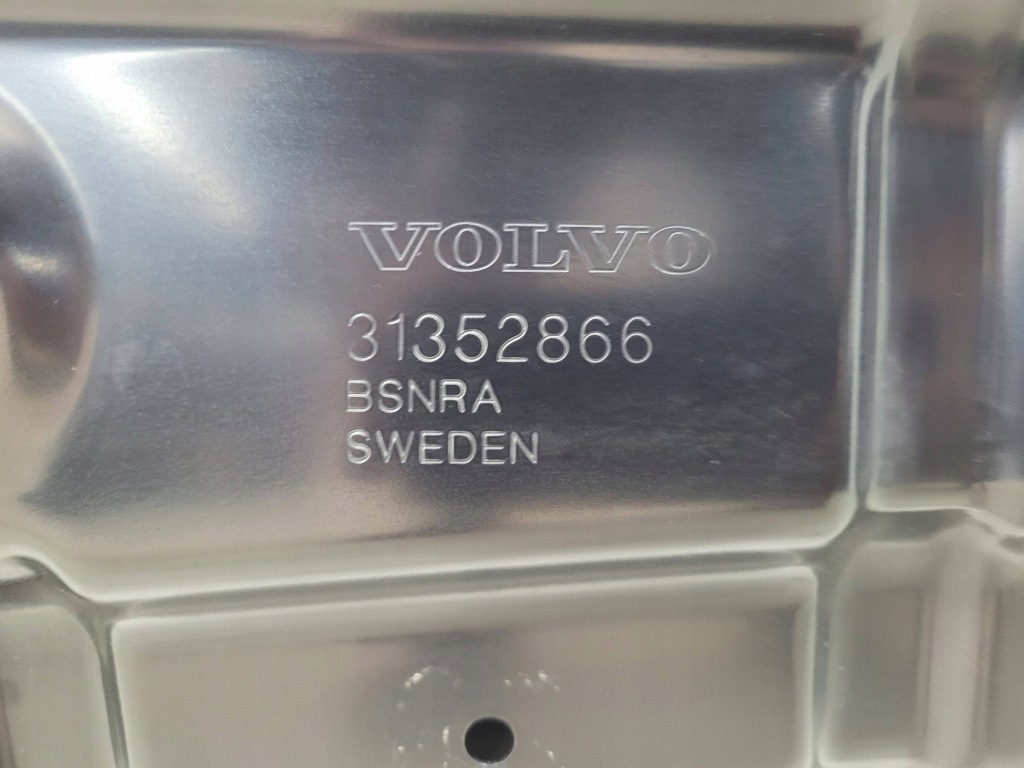 VOLVO
31352866
BSNRA
SWEDEN